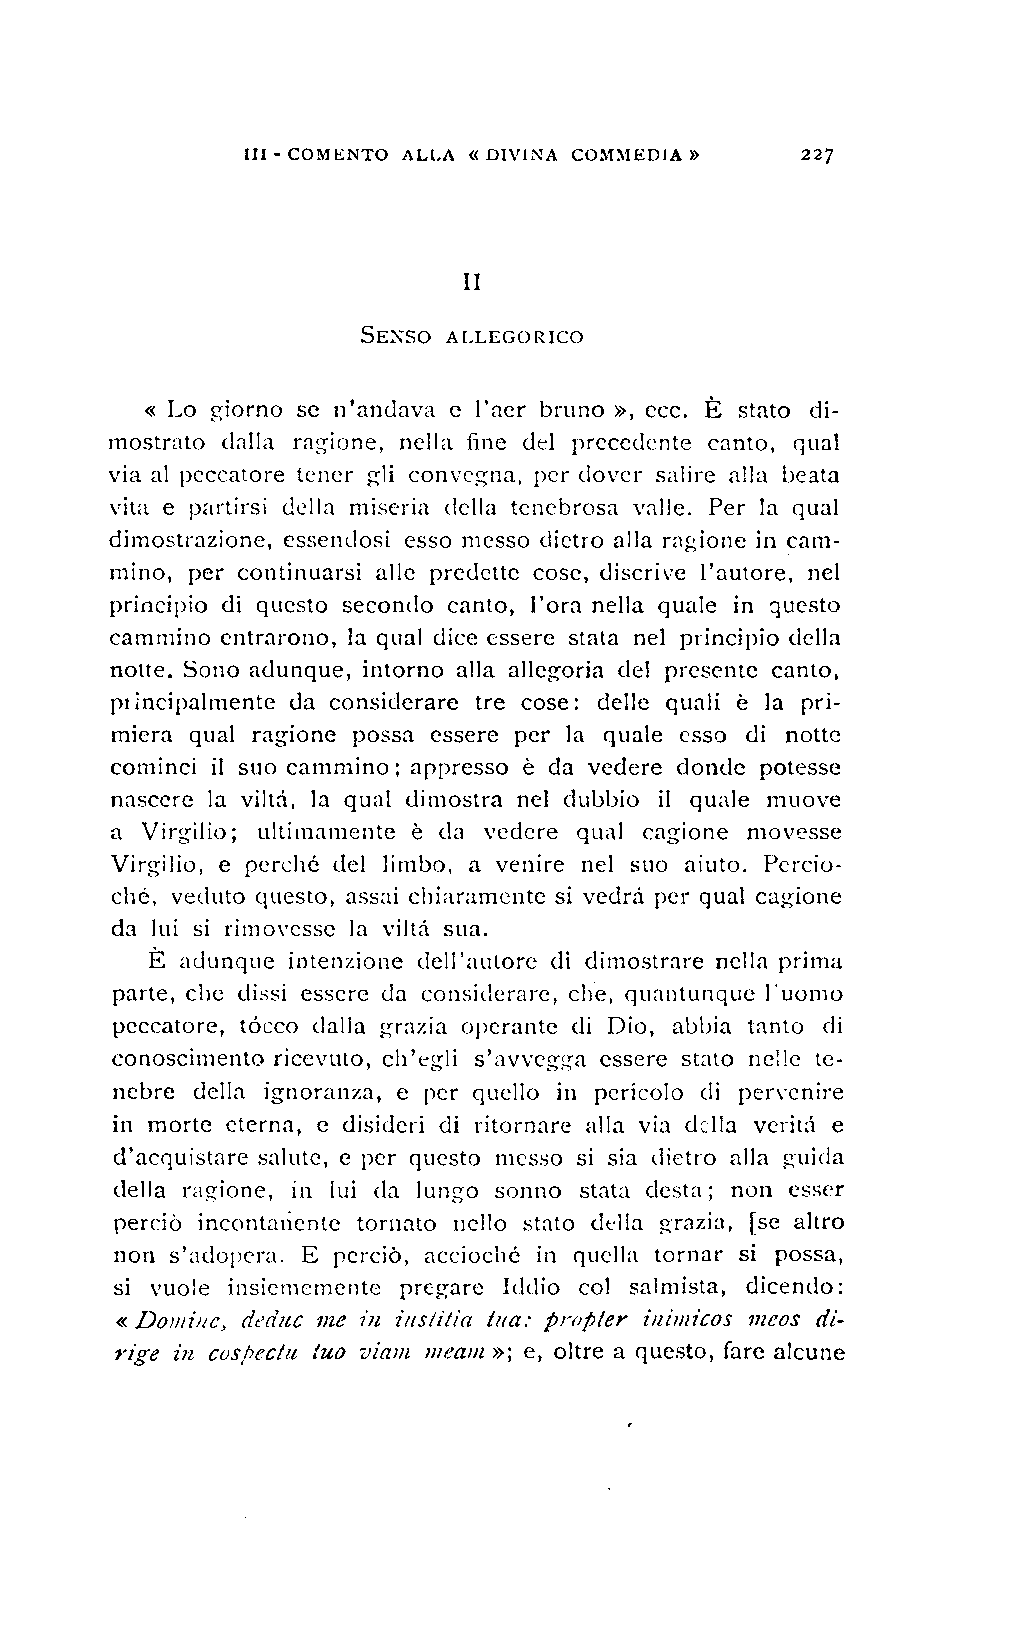 III - COMENTO ALLA « DIVINA COMMEDIA » 227
II
SENSO ALLEGORICO
« Lo giorno se n'andava e l'aer bruno », ecc. È stato di-
mostrato dalla ragione, nella fine del precedente canto, qual
via al peccatore tener gli convegna, per dover salire alla beata
vita e partirsi della miseria della tenebrosa valle. Per la qual
dimostrazione, essendosi esso messo dietro alla ragione in cam-
mino, per continuarsi alle predette cose, discrive l'autore, nel
principio di questo secondo canto, l'ora nella quale in questo
cammino entrarono, la qual dice essere stata nel principio della
notte. Sono adunque, intorno alla allegoria del presente canto,
principalmente da considerare tre cose: delle quali è la pri-
miera qual ragione possa essere per la quale esso di notte
cominci il suo cammino; appresso è da vedere donde potesse
nascere la viltá, la qual dimostra nel dubbio il quale muove
a Virgilio; ultimamente è da vedere qual cagione movesse
Virgilio, e perché del limbo, a venire nel suo aiuto. Percio-
ché, veduto questo, assai chiaramente si vedrá per qual cagione
da lui si rimovesse la viltá sua.
È adunque intenzione dell'autore di dimostrare nella prima
parte, che dissi essere da considerare, che, quantunque l'uomo
peccatore, tócco dalla grazia operante di Dio, abbia tanto di
conoscimento ricevuto, ch'egli s'avvegga essere stato nelle te-
nebre della ignoranza, e per quello in pericolo di pervenire
in morte eterna, e disideri di ritornare alla via della veritá e
d'acquistare salute, e per questo messo si sia dietro alla guida
della ragione, in lui da lungo sonno stata desta; non esser
perciò incontanente tornato nello stato della grazia, [se altro
non s'adopera. E perciò, accioché in quella tornar si possa,
si vuole insiememente pregare Iddio col salmista, dicendo:
« Domine, deduc me in iustitia tua: propter inimicos meos di-
rige in cospectu tuo viam meam »; e, oltre a questo, fare alcune